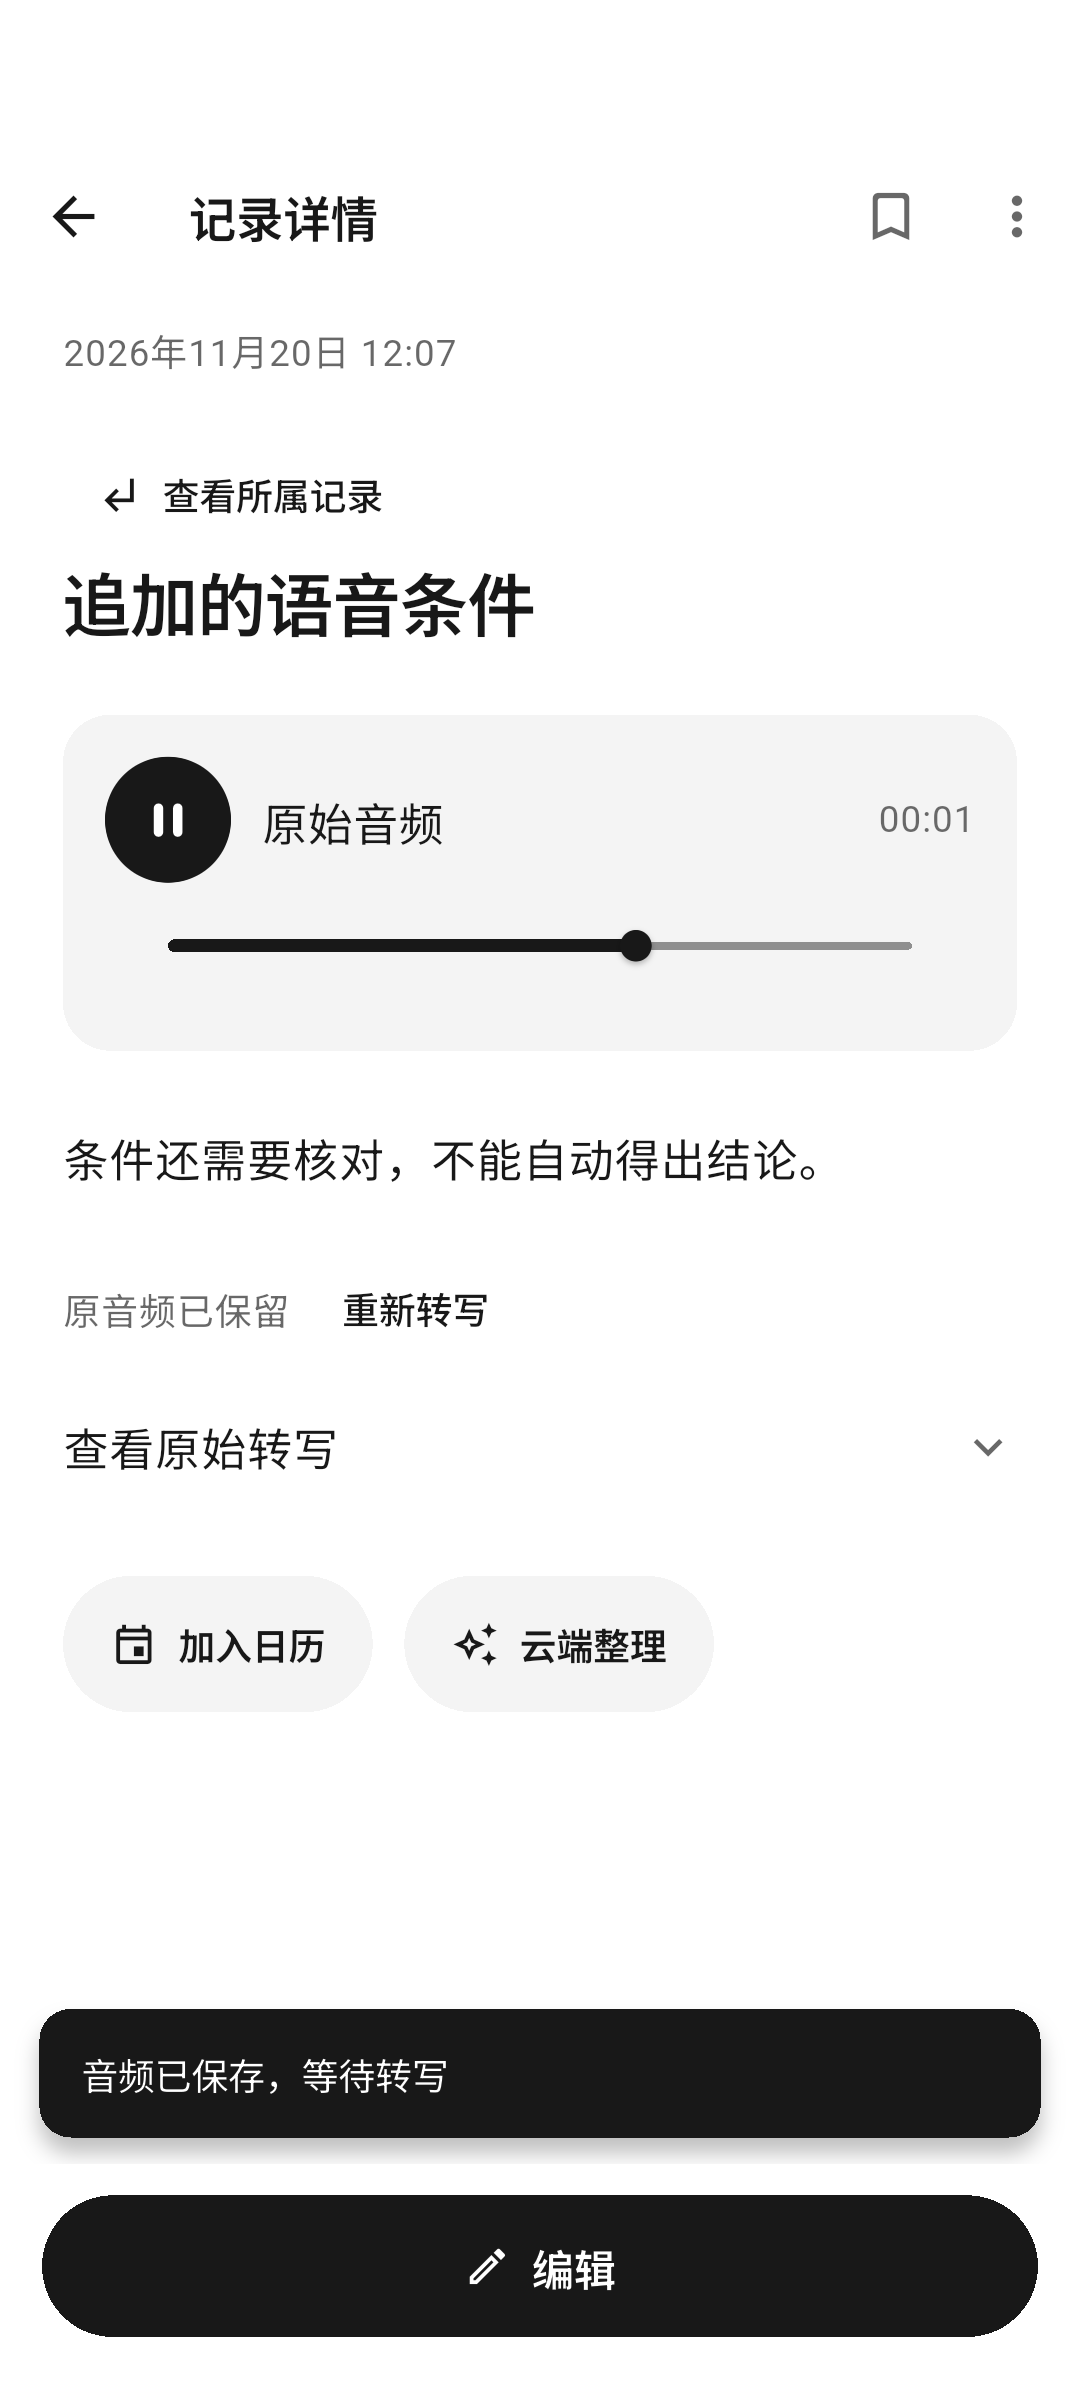 记录详情
2026年11月20日 12:07
查看所属记录
追加的语音条件
原始音频 00:01
条件还需要核对，不能自动得出结论。
原音频已保留 重新转写
查看原始转写
加入日历 云端整理
音频已保存，等待转写
编辑